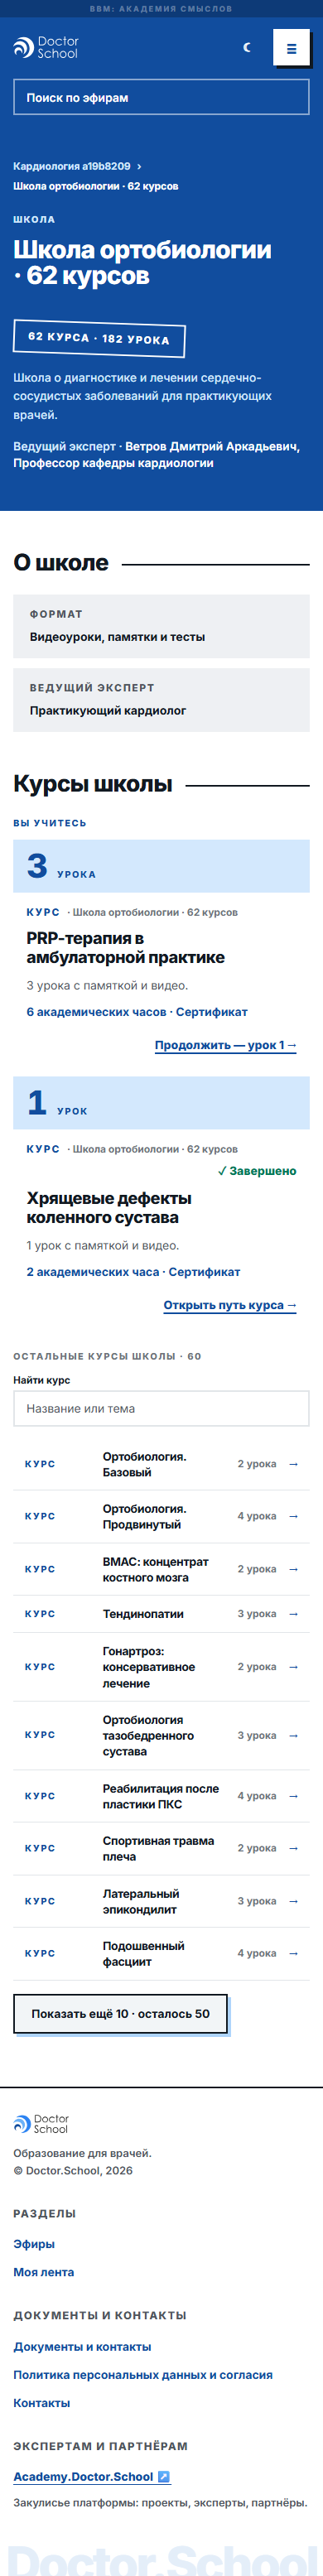 ВВМ: АКАДЕМИЯ СМЫСЛОВ
Doctor
School
Поиск по эфирам
Кардиология a19b8209 ›
Школа ортобиологии · 62 курсов
ШКОЛА
Школа ортобиологии
· 62 курсов
62 КУРСА · 182 УРОКА
Школа о диагностике и лечении сердечно-
сосудистых заболеваний для практикующих
врачей.
Ведущий эксперт · Ветров Дмитрий Аркадьевич,
Профессор кафедры кардиологии
О школе
ФОРМАТ
Видеоуроки, памятки и тесты
ВЕДУЩИЙ ЭКСПЕРТ
Практикующий кардиолог
Курсы школы
ВЫ УЧИТЕСЬ
3 УРОКА
КУРС · Школа ортобиологии · 62 курсов
PRP-терапия в
амбулаторной практике
3 урока с памяткой и видео.
6 академических часов · Сертификат
Продолжить — урок 1 →
1 УРОК
КУРС · Школа ортобиологии · 62 курсов
✓ Завершено
Хрящевые дефекты
коленного сустава
1 урок с памяткой и видео.
2 академических часа · Сертификат
Открыть путь курса →
ОСТАЛЬНЫЕ КУРСЫ ШКОЛЫ · 60
Найти курс
Название или тема
КУРС Ортобиология. 2 урока →
Базовый
КУРС Ортобиология. 4 урока →
Продвинутый
КУРС BMAC: концентрат 2 урока →
костного мозга
КУРС Тендинопатии 3 урока →
Гонартроз:
КУРС консервативное 2 урока →
лечение
Ортобиология
КУРС тазобедренного 3 урока →
сустава
КУРС Реабилитация после 4 урока →
пластики ПКС
КУРС Спортивная травма 2 урока →
плеча
КУРС Латеральный 3 урока →
эпикондилит
КУРС Подошвенный 4 урока →
фасциит
Показать ещё 10 · осталось 50
Doctor
School
Образование для врачей.
© Doctor.School, 2026
РАЗДЕЛЫ
Эфиры
Моя лента
ДОКУМЕНТЫ И КОНТАКТЫ
Документы и контакты
Политика персональных данных и согласия
Контакты
ЭКСПЕРТАМ И ПАРТНЁРАМ
Academy.Doctor.School ↗
Закулисье платформы: проекты, эксперты, партнёры.
Doctor.School